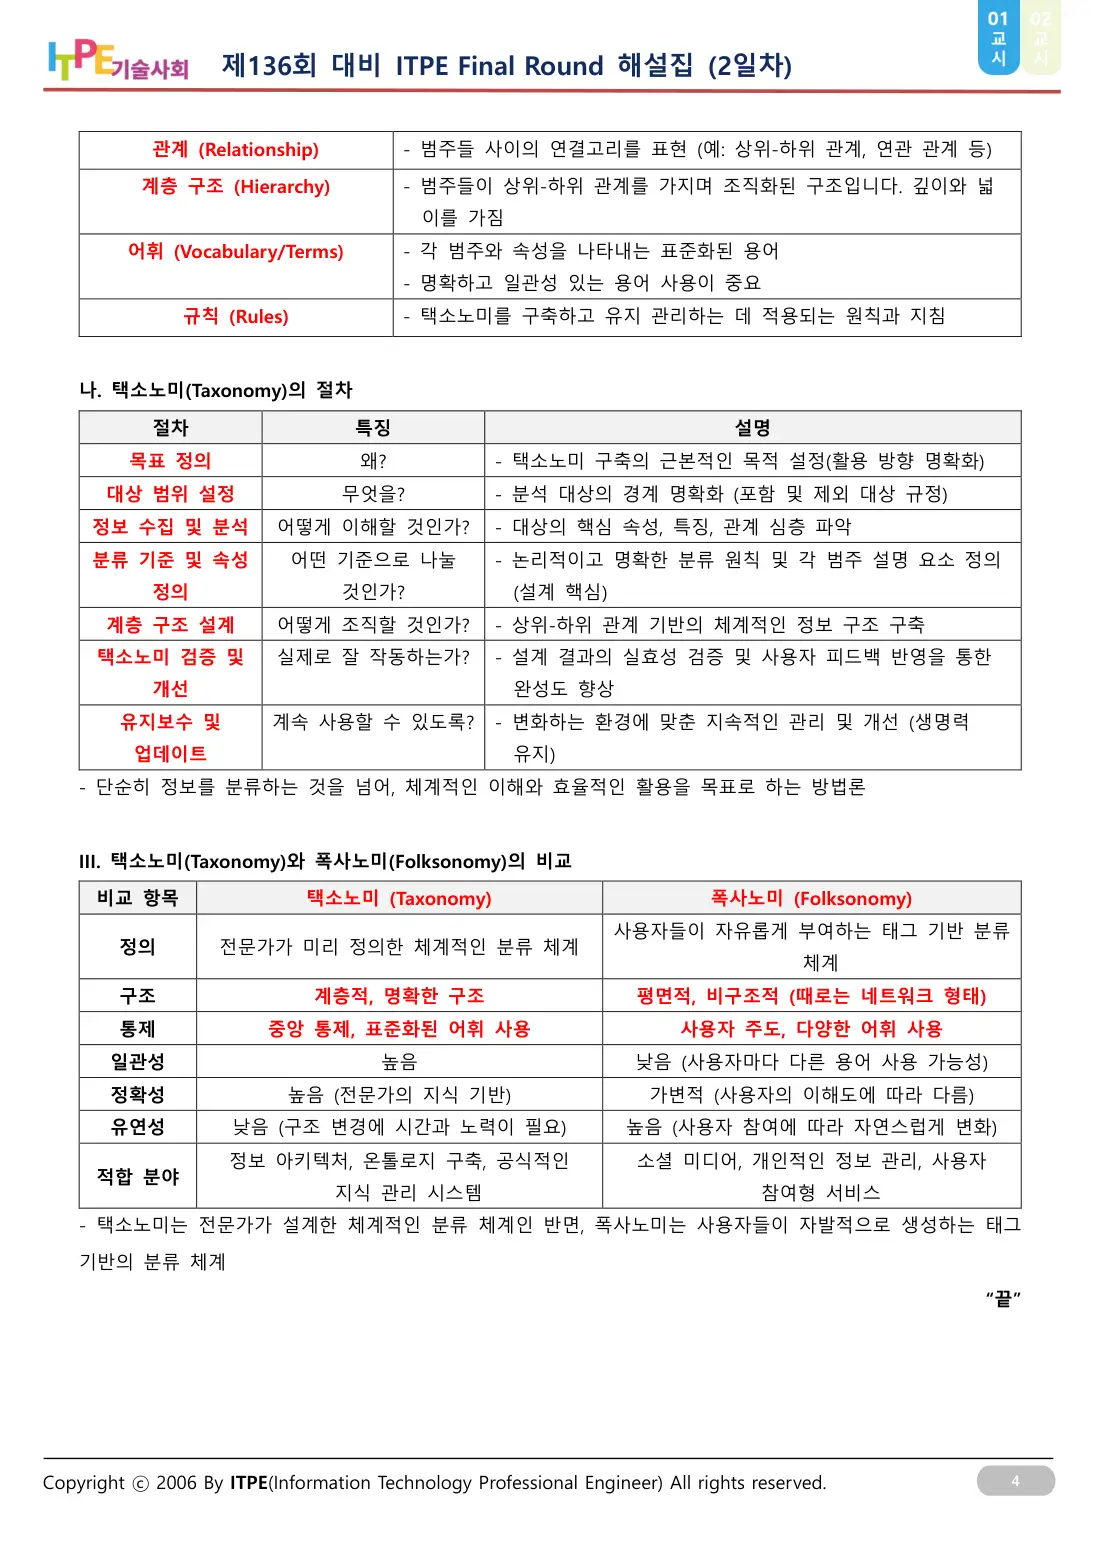 01
교
시
02
교
시
ITPE기술사회 제136회 대비 ITPE Final Round 해설집 (2일차)
관계 (Relationship) - 범주들 사이의 연결고리를 표현 (예: 상위-하위 관계, 연관 관계 등)
계층 구조 (Hierarchy) - 범주들이 상위-하위 관계를 가지며 조직화된 구조입니다. 깊이와 넓
이를 가짐
어휘 (Vocabulary/Terms) - 각 범주와 속성을 나타내는 표준화된 용어
- 명확하고 일관성 있는 용어 사용이 중요
규칙 (Rules) - 택소노미를 구축하고 유지 관리하는 데 적용되는 원칙과 지침
나. 택소노미(Taxonomy)의 절차
절차 특징 설명
목표 정의 왜? - 택소노미 구축의 근본적인 목적 설정(활용 방향 명확화)
대상 범위 설정 무엇을? - 분석 대상의 경계 명확화 (포함 및 제외 대상 규정)
정보 수집 및 분석 어떻게 이해할 것인가? - 대상의 핵심 속성, 특징, 관계 심층 파악
분류 기준 및 속성 어떤 기준으로 나눌 - 논리적이고 명확한 분류 원칙 및 각 범주 설명 요소 정의
정의 것인가? (설계 핵심)
계층 구조 설계 어떻게 조직할 것인가? - 상위-하위 관계 기반의 체계적인 정보 구조 구축
택소노미 검증 및 실제로 잘 작동하는가? - 설계 결과의 실효성 검증 및 사용자 피드백 반영을 통한
개선 완성도 향상
유지보수 및 계속 사용할 수 있도록? - 변화하는 환경에 맞춘 지속적인 관리 및 개선 (생명력
업데이트 유지)
- 단순히 정보를 분류하는 것을 넘어, 체계적인 이해와 효율적인 활용을 목표로 하는 방법론
III. 택소노미(Taxonomy)와 폭사노미(Folksonomy)의 비교
비교 항목 택소노미 (Taxonomy) 폭사노미 (Folksonomy)
정의 전문가가 미리 정의한 체계적인 분류 체계 사용자들이 자유롭게 부여하는 태그 기반 분류
체계
구조 계층적, 명확한 구조 평면적, 비구조적 (때로는 네트워크 형태)
통제 중앙 통제, 표준화된 어휘 사용 사용자 주도, 다양한 어휘 사용
일관성 높음 낮음 (사용자마다 다른 용어 사용 가능성)
정확성 높음 (전문가의 지식 기반) 가변적 (사용자의 이해도에 따라 다름)
유연성 낮음 (구조 변경에 시간과 노력이 필요) 높음 (사용자 참여에 따라 자연스럽게 변화)
적합 분야 정보 아키텍처, 온톨로지 구축, 공식적인 소셜 미디어, 개인적인 정보 관리, 사용자
지식 관리 시스템 참여형 서비스
- 택소노미는 전문가가 설계한 체계적인 분류 체계인 반면, 폭사노미는 사용자들이 자발적으로 생성하는 태그
기반의 분류 체계
“끝”
Copyright ⓒ 2006 By ITPE(Information Technology Professional Engineer) All rights reserved. 4